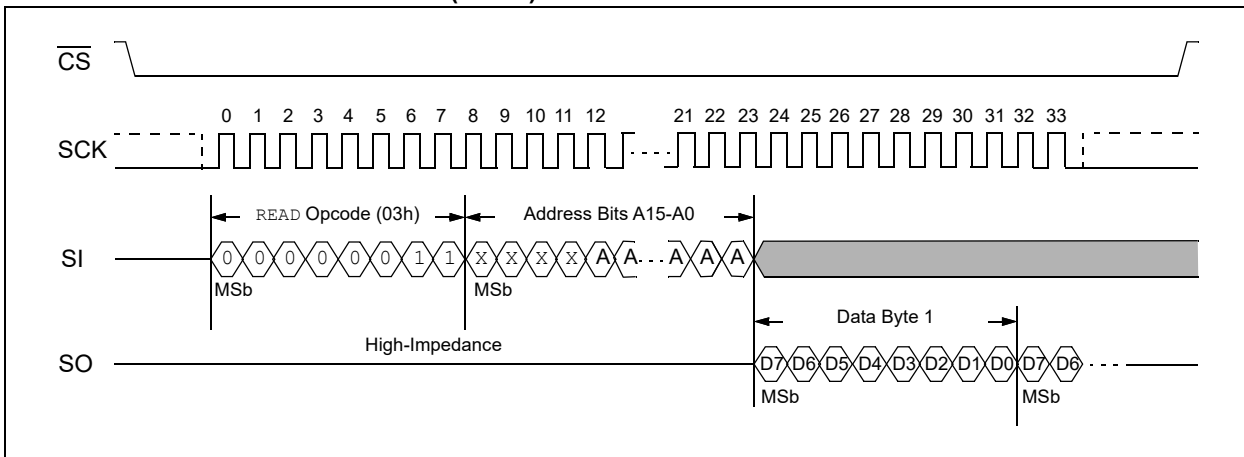 CS
0 1 2 3 4 5 6 7 8 9 10 11 12 21 22 23 24 25 26 27 28 29 30 31 32 33
SCK
READ Opcode (03h) Address Bits A15-A0
SI 0 0 0 0 0 0 1 1 X X X X A A A A A
MSb MSb
Data Byte 1
High-Impedance
SO D7 D6 D5 D4 D3 D2 D1 D0 D7 D6
MSb MSb